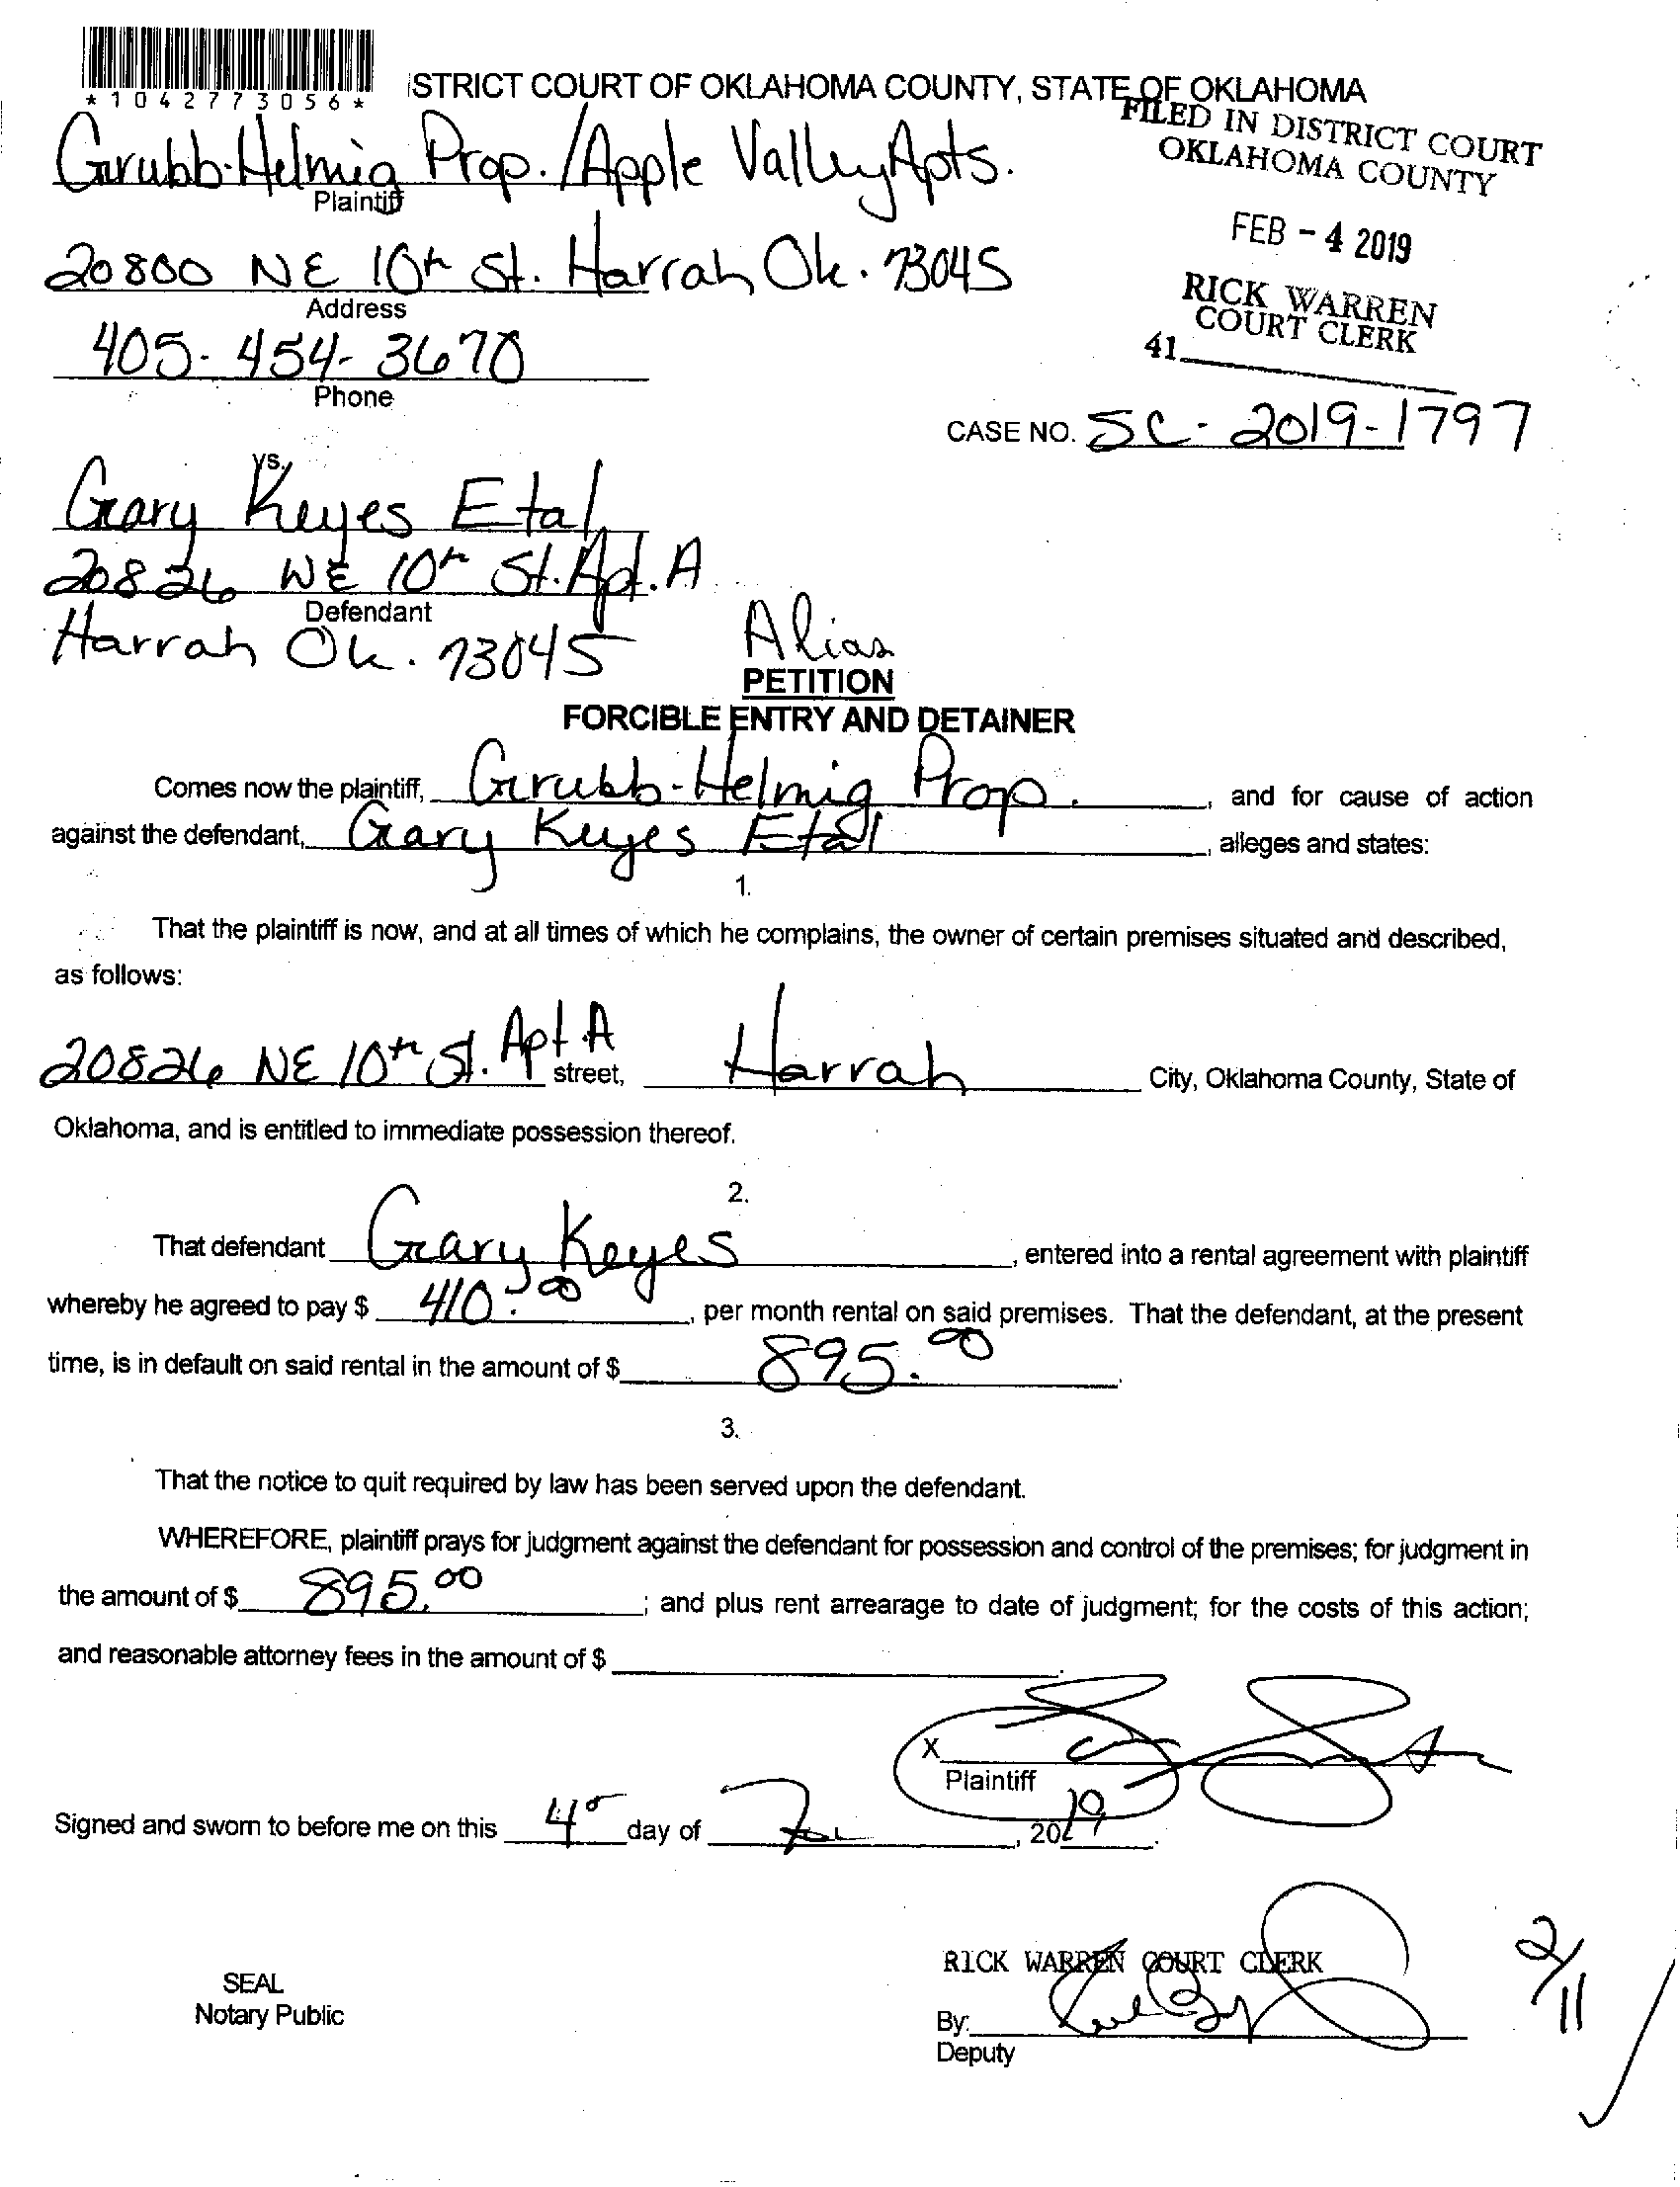 *1042773056*
ISTRICT COURT OF OKLAHOMA COUNTY, STATE OF OKLAHOMA
FILED IN DISTRICT COURT
OKLAHOMA COUNTY
Grubb-Helmig Prop./Apple Valley Apts.
Plaintiff
FEB - 4 2019
20800 NE 10th St. Harrah Ok. 73045
Address
RICK WARREN
COURT CLERK
41
405-454-3670
Phone
CASE NO. SC-2019-1797
vs.
Gary Keyes Etal
20826 NE 10th St. Apt. A
Defendant
Harrah Ok. 73045
Alias
PETITION
FORCIBLE ENTRY AND DETAINER
Comes now the plaintiff, Grubb-Helmig Prop. , and for cause of action
against the defendant, Gary Keyes Etal , alleges and states:
1.
That the plaintiff is now, and at all times of which he complains, the owner of certain premises situated and described,
as follows:
20826 NE 10th St. Apt A street, Harrah City, Oklahoma County, State of
Oklahoma, and is entitled to immediate possession thereof.
2.
That defendant Gary Keyes , entered into a rental agreement with plaintiff
whereby he agreed to pay $ 410.00 , per month rental on said premises. That the defendant, at the present
time, is in default on said rental in the amount of $ 895.00 .
3.
That the notice to quit required by law has been served upon the defendant.
WHEREFORE, plaintiff prays for judgment against the defendant for possession and control of the premises; for judgment in
the amount of $ 895.00 ; and plus rent arrearage to date of judgment; for the costs of this action;
and reasonable attorney fees in the amount of $ .
X
Plaintiff
Signed and sworn to before me on this 4 day of , 2019.
RICK WARREN COURT CLERK
2/11
SEAL
Notary Public
By:
Deputy